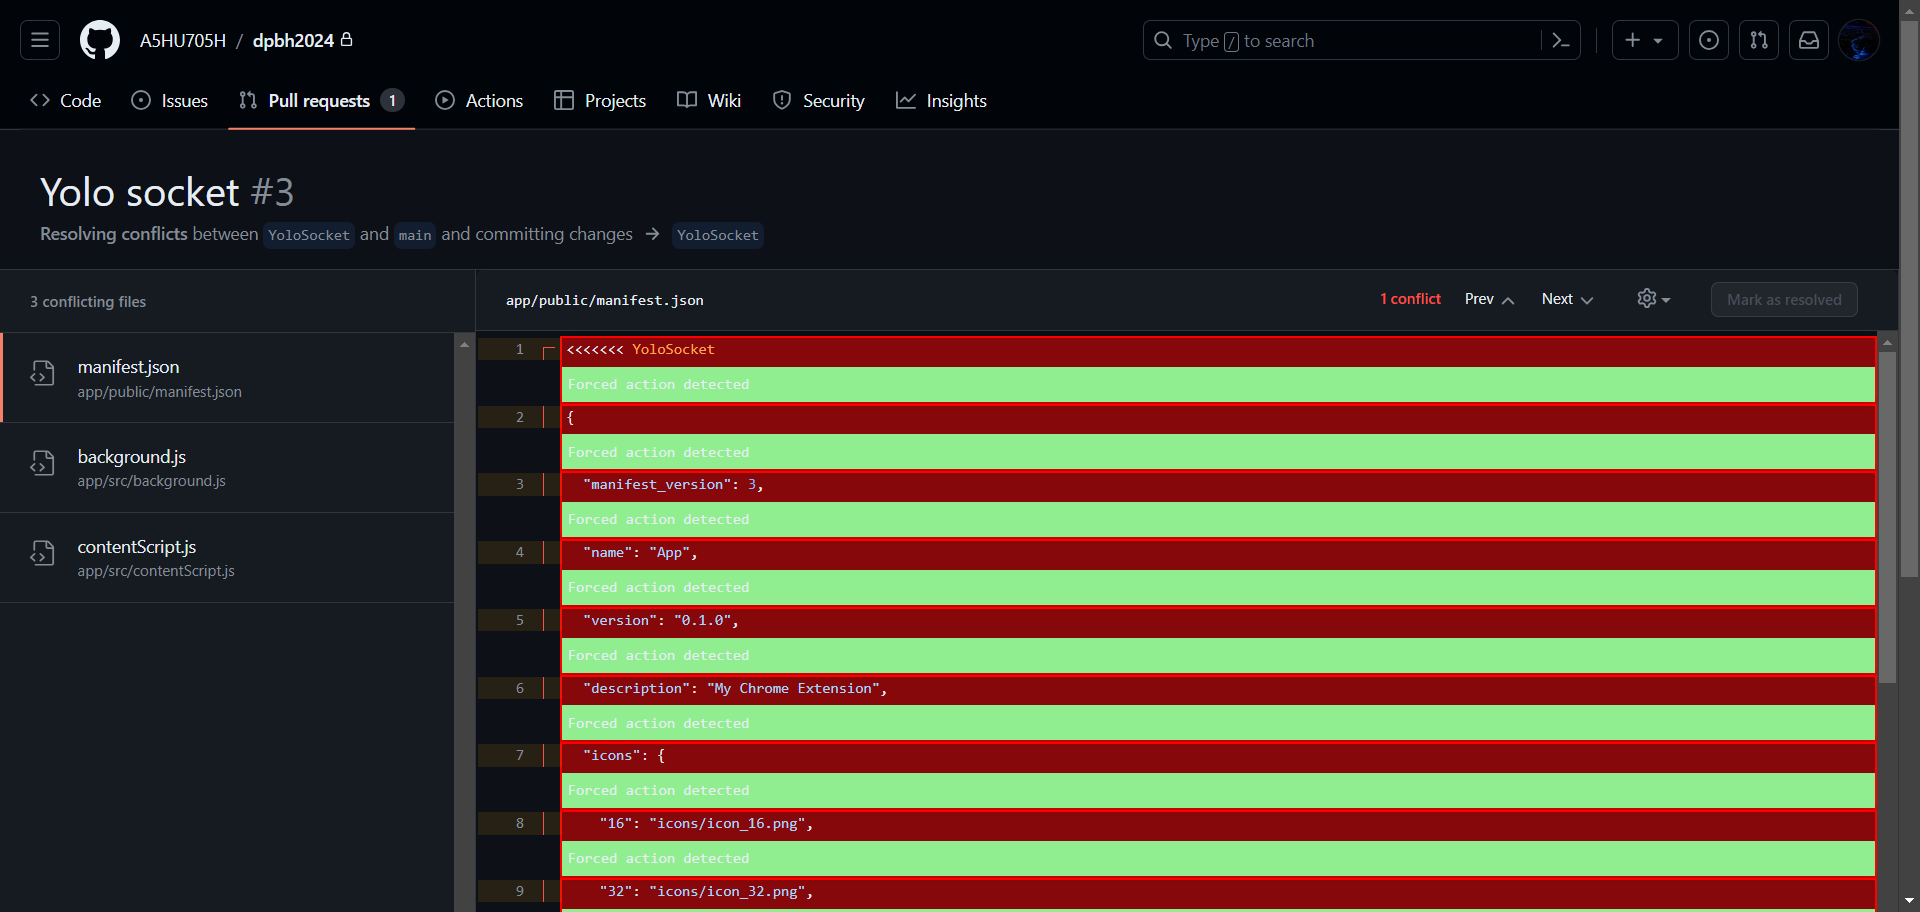 A5HU705H / dpbh2024
Type / to search
Code
Issues
Pull requests 1
Actions
Projects
Wiki
Security
Insights
Yolo socket #3
Resolving conflicts between YoloSocket and main and committing changes → YoloSocket
3 conflicting files
manifest.json
app/public/manifest.json
background.js
app/src/background.js
contentScript.js
app/src/contentScript.js
app/public/manifest.json
1 conflict
Prev
Next
Mark as resolved
1 <<<<<<< YoloSocket
Forced action detected
2 {
Forced action detected
3 "manifest_version": 3,
Forced action detected
4 "name": "App",
Forced action detected
5 "version": "0.1.0",
Forced action detected
6 "description": "My Chrome Extension",
Forced action detected
7 "icons": {
Forced action detected
8 "16": "icons/icon_16.png",
Forced action detected
9 "32": "icons/icon_32.png",